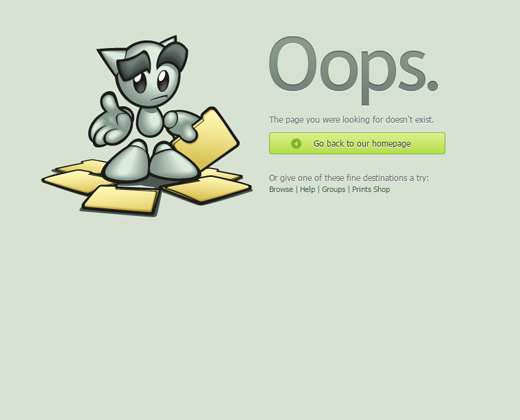 Oops.
The page you were looking for doesn't exist.
Go back to our homepage
Or give one of these fine destinations a try:
Browse | Help | Groups | Prints Shop